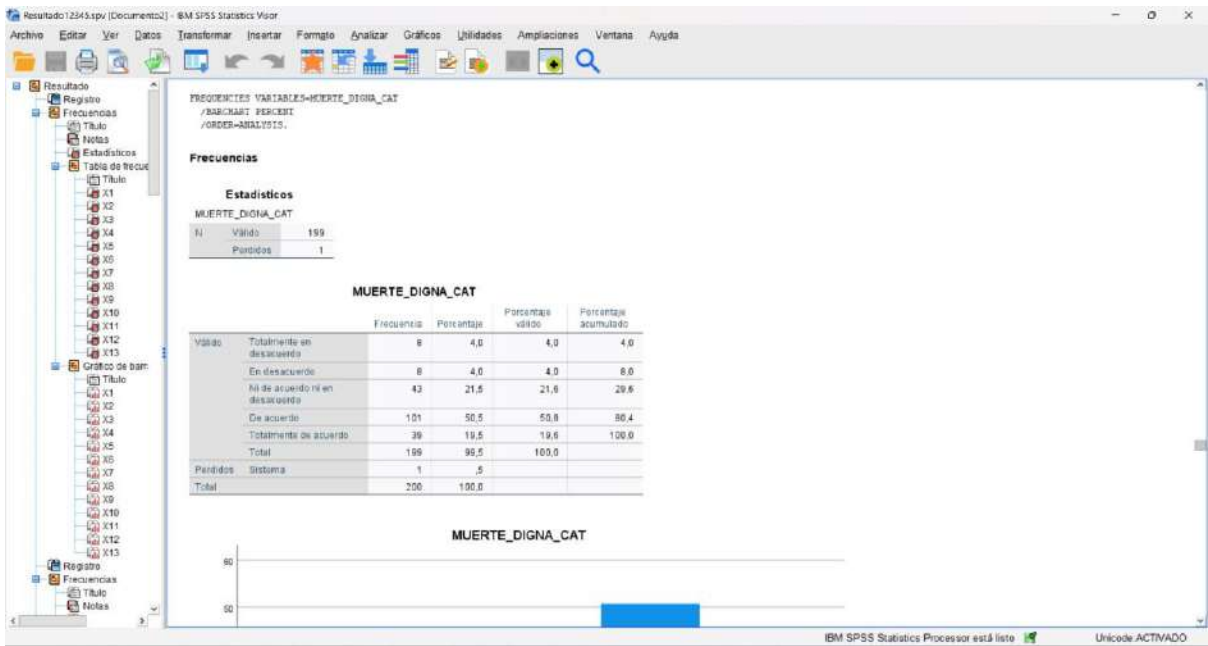 Resultado12345.spv [Documento2] - IBM SPSS Statistics Visor
Archivo Editar Ver Datos Transformar Insertar Formato Analizar Gráficos Utilidades Ampliaciones Ventana Ayuda
Resultado
Registro
Frecuencias
Título
Notas
Estadísticos
Tabla de frecue
Título
X1
X2
X3
X4
X5
X6
X7
X8
X9
X10
X11
X12
X13
Gráfico de barr
Título
X1
X2
X3
X4
X5
X6
X7
X8
X9
X10
X11
X12
X13
Registro
Frecuencias
Título
Notas
FREQUENCIES VARIABLES=MUERTE_DIGNA_CAT
/BARCHART PERCENT
/ORDER=ANALYSIS.
Frecuencias
Estadísticos
MUERTE_DIGNA_CAT
N Válido 199
Perdidos 1
MUERTE_DIGNA_CAT
Frecuencia Porcentaje Porcentaje válido Porcentaje acumulado
Válido Totalmente en desacuerdo 8 4,0 4,0 4,0
En desacuerdo 8 4,0 4,0 8,0
Ni de acuerdo ni en desacuerdo 43 21,5 21,6 29,6
De acuerdo 101 50,5 50,8 80,4
Totalmente de acuerdo 39 19,5 19,6 100,0
Total 199 99,5 100,0
Perdidos Sistema 1 ,5
Total 200 100,0
MUERTE_DIGNA_CAT
60
50
IBM SPSS Statistics Processor está listo Unicode:ACTIVADO